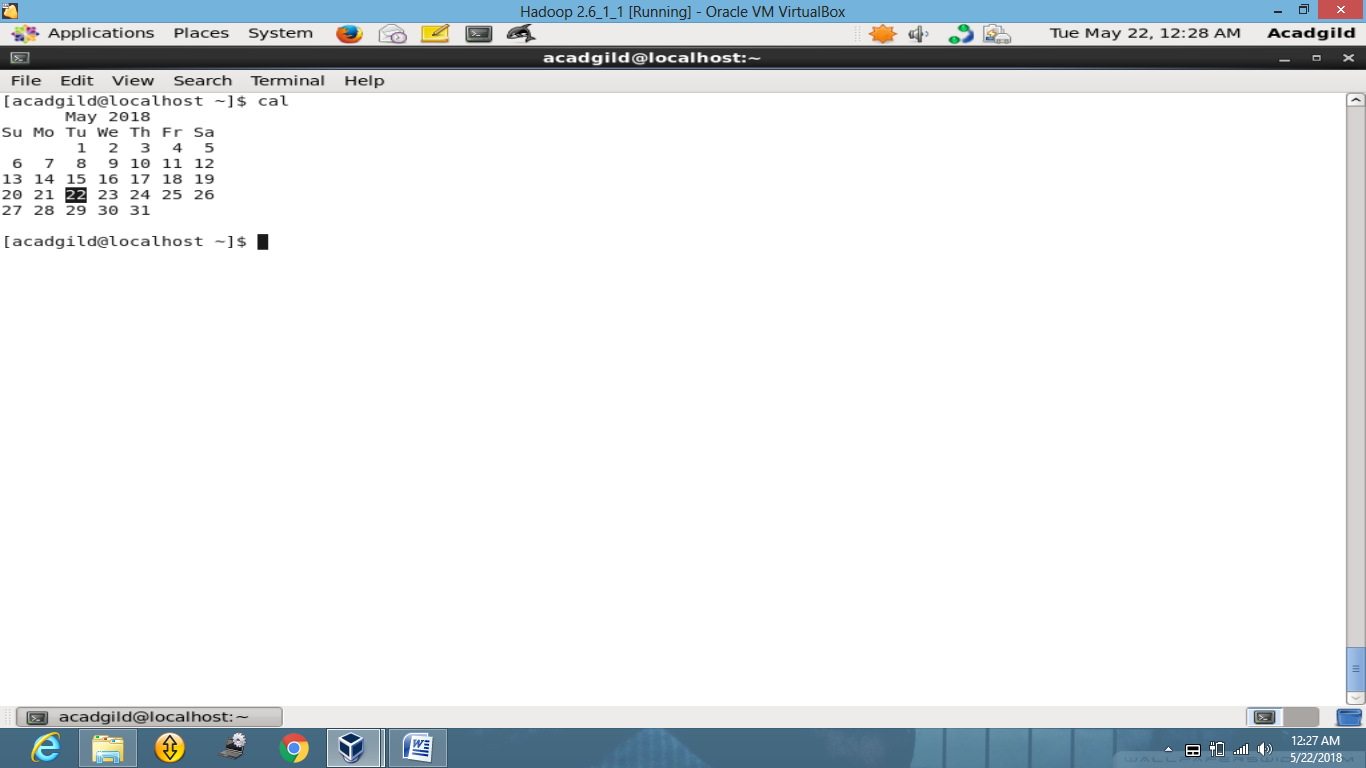 Hadoop 2.6_1_1 [Running] - Oracle VM VirtualBox
Applications Places System Tue May 22, 12:28 AM Acadgild
acadgild@localhost:~
File Edit View Search Terminal Help
[acadgild@localhost ~]$ cal
May 2018
Su Mo Tu We Th Fr Sa
1 2 3 4 5
6 7 8 9 10 11 12
13 14 15 16 17 18 19
20 21 22 23 24 25 26
27 28 29 30 31
[acadgild@localhost ~]$
acadgild@localhost:~
12:27 AM
5/22/2018